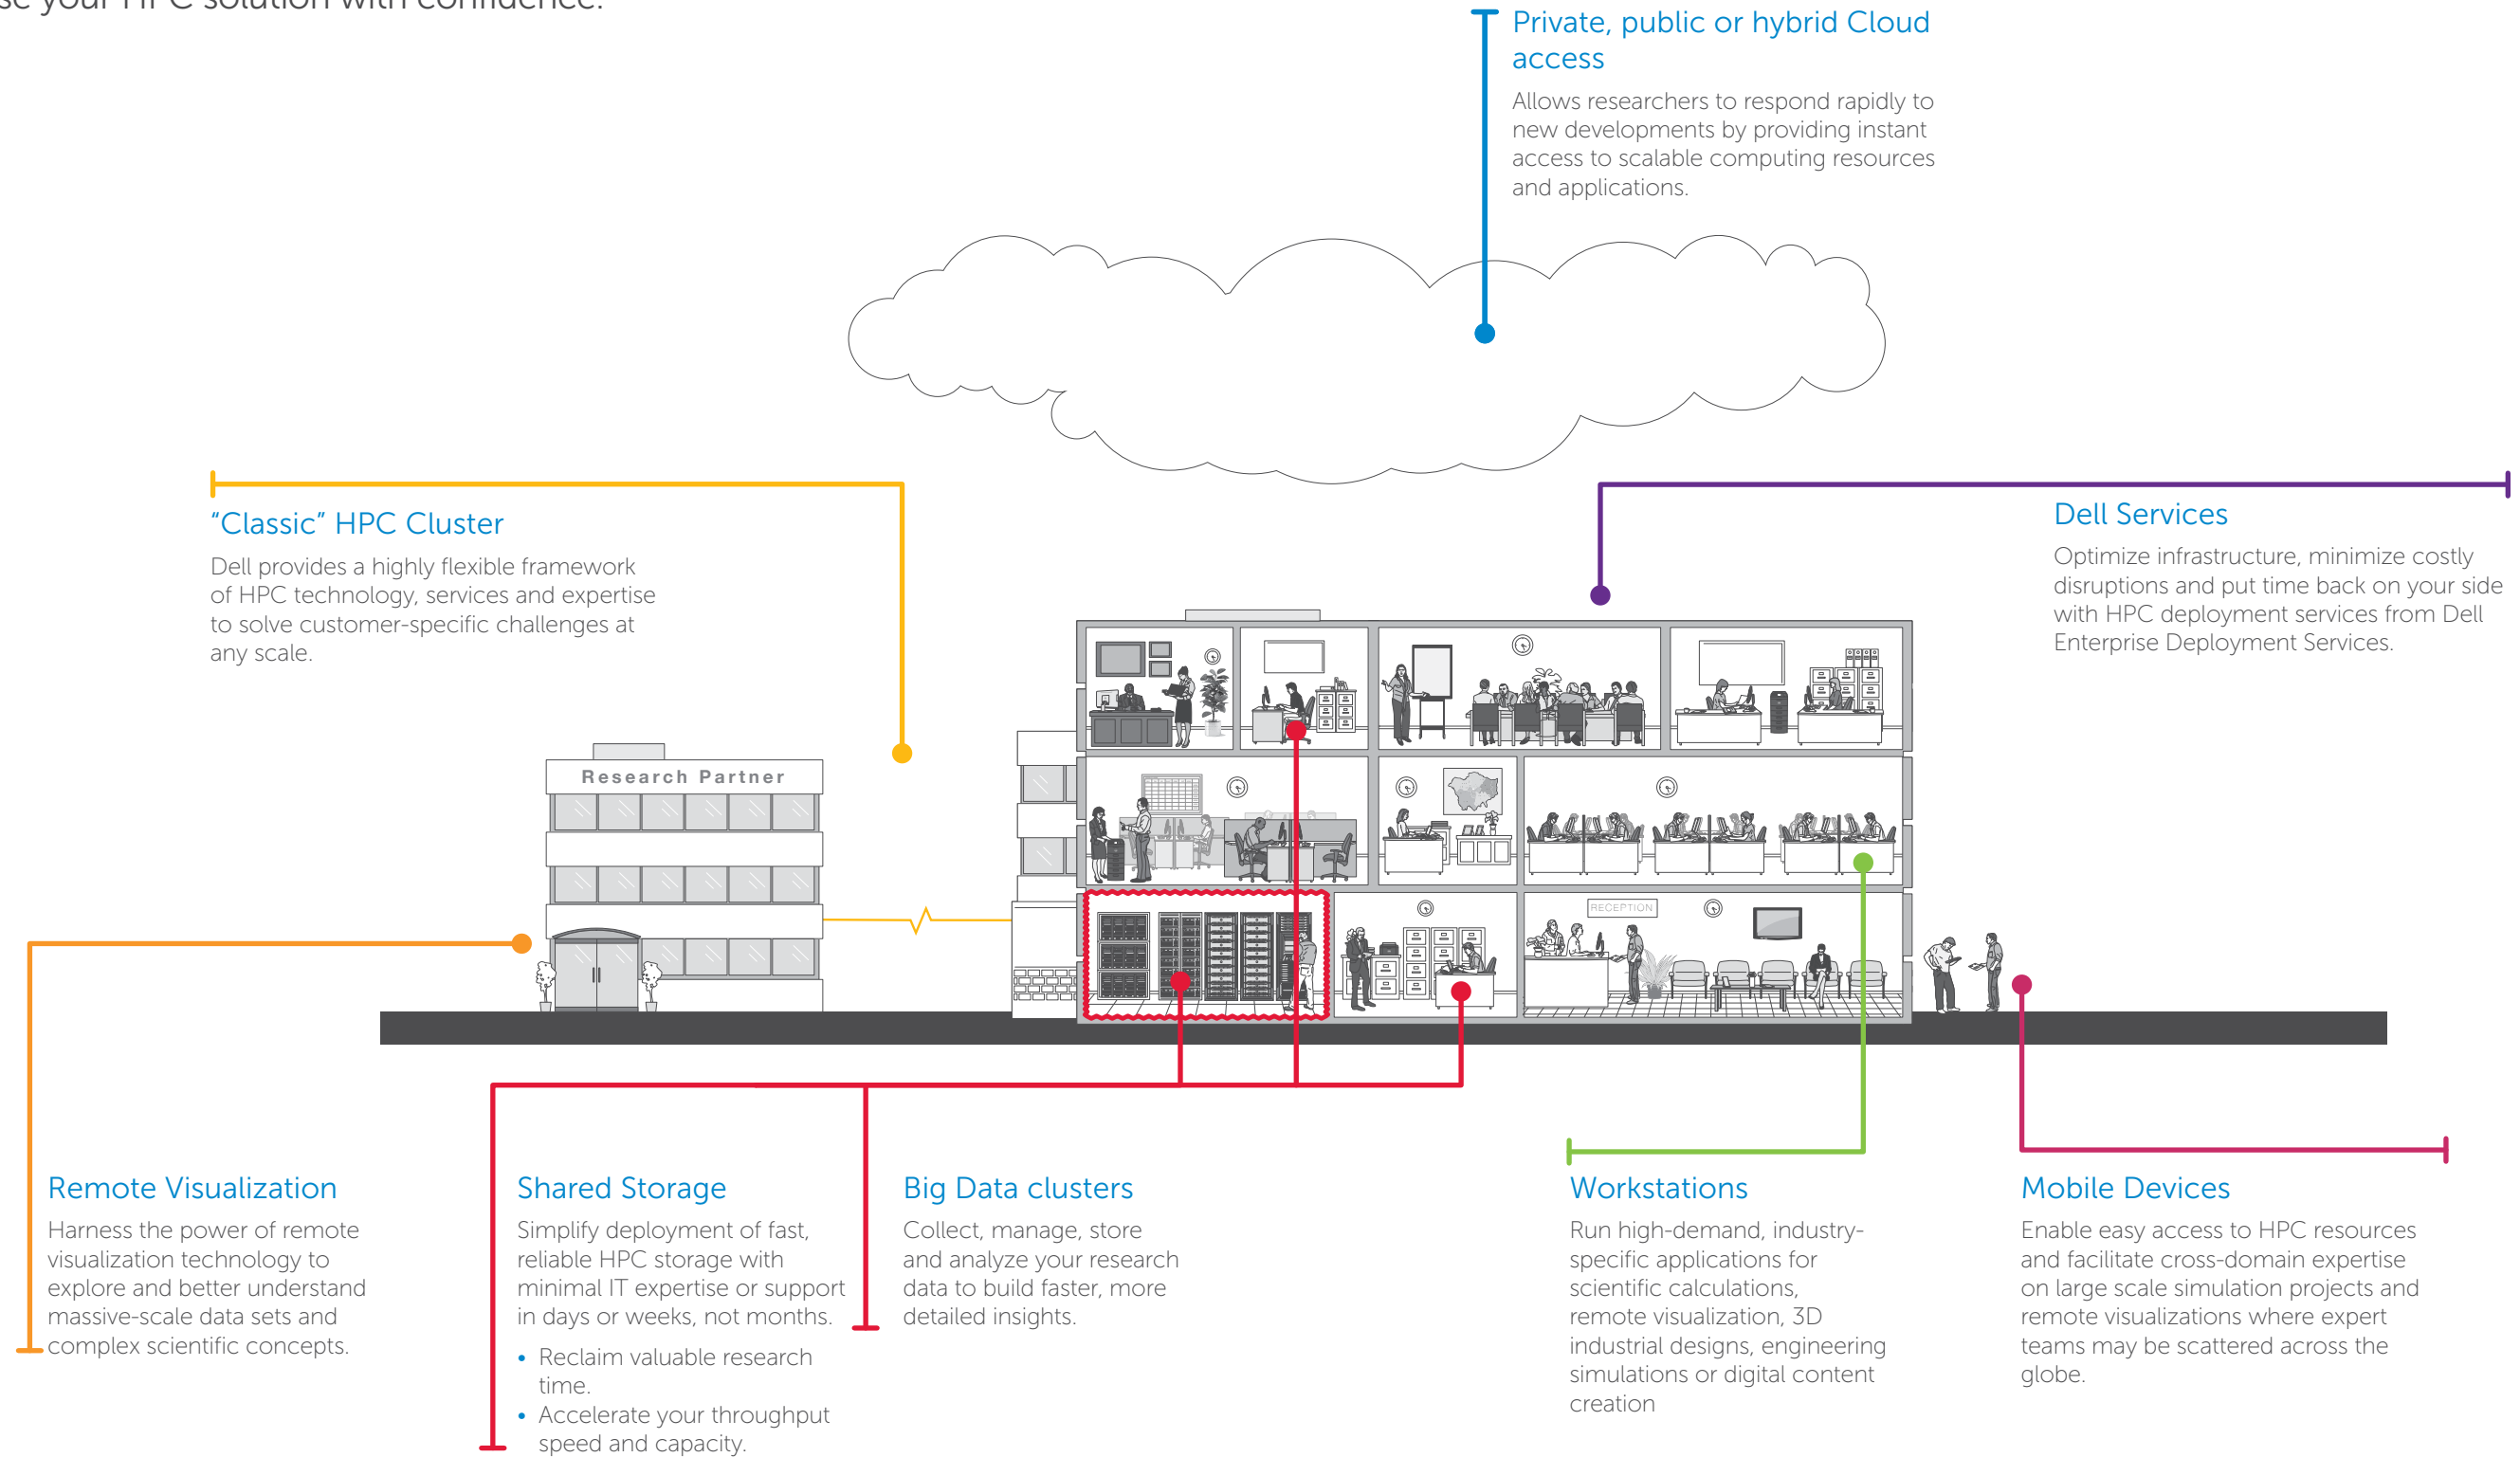 Private, public or hybrid Cloud
access
Allows researchers to respond rapidly to
new developments by providing instant
access to scalable computing resources
and applications.
"Classic" HPC Cluster
Dell provides a highly flexible framework
of HPC technology, services and expertise
to solve customer-specific challenges at
any scale.
Dell Services
Optimize infrastructure, minimize costly
disruptions and put time back on your side
with HPC deployment services from Dell
Enterprise Deployment Services.
Research Partner
RECEPTION
Remote Visualization
Harness the power of remote
visualization technology to
explore and better understand
massive-scale data sets and
complex scientific concepts.
Shared Storage
Simplify deployment of fast,
reliable HPC storage with
minimal IT expertise or support
in days or weeks, not months.
• Reclaim valuable research
time.
• Accelerate your throughput
speed and capacity.
Big Data clusters
Collect, manage, store
and analyze your research
data to build faster, more
detailed insights.
Workstations
Run high-demand, industry-
specific applications for
scientific calculations,
remote visualization, 3D
industrial designs, engineering
simulations or digital content
creation
Mobile Devices
Enable easy access to HPC resources
and facilitate cross-domain expertise
on large scale simulation projects and
remote visualizations where expert
teams may be scattered across the
globe.